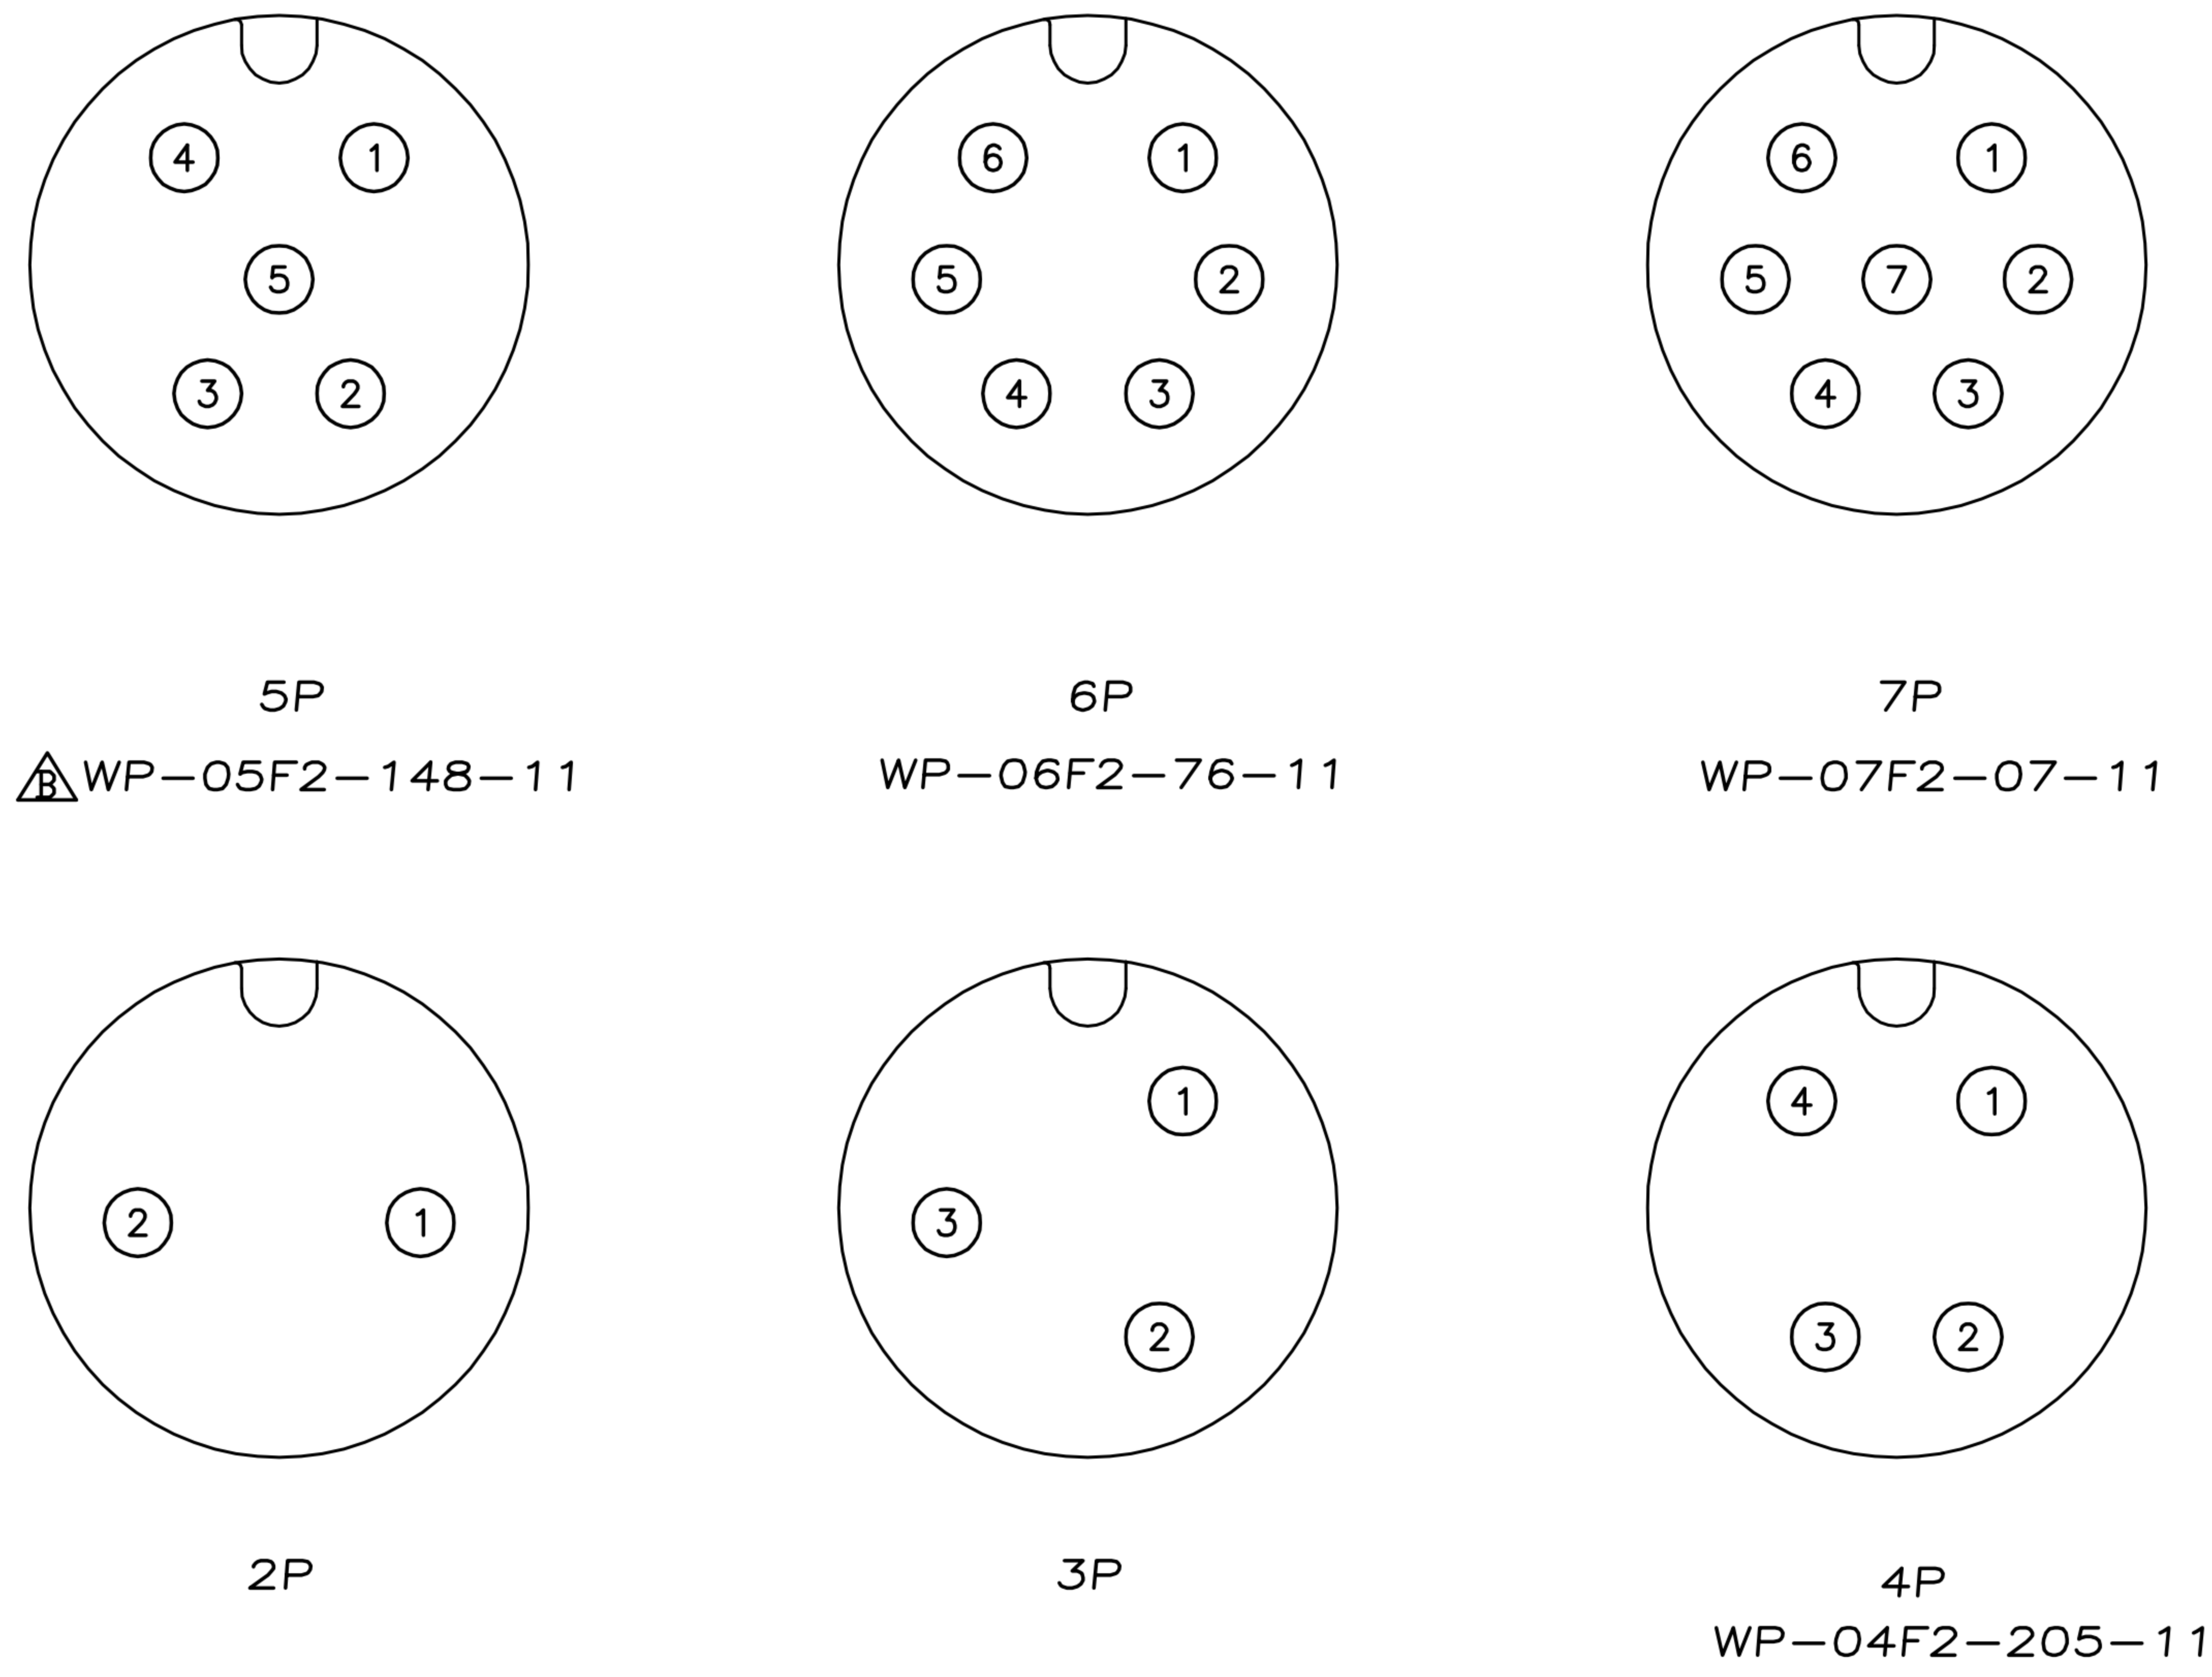 4 1 6 1 6 1
5 5 2 5 7 2
3 2 4 3 4 3
5P 6P 7P
B WP-05F2-148-11 WP-06F2-76-11 WP-07F2-07-11
1 4 1
2 1 3
2 3 2
2P 3P 4P
WP-04F2-205-11